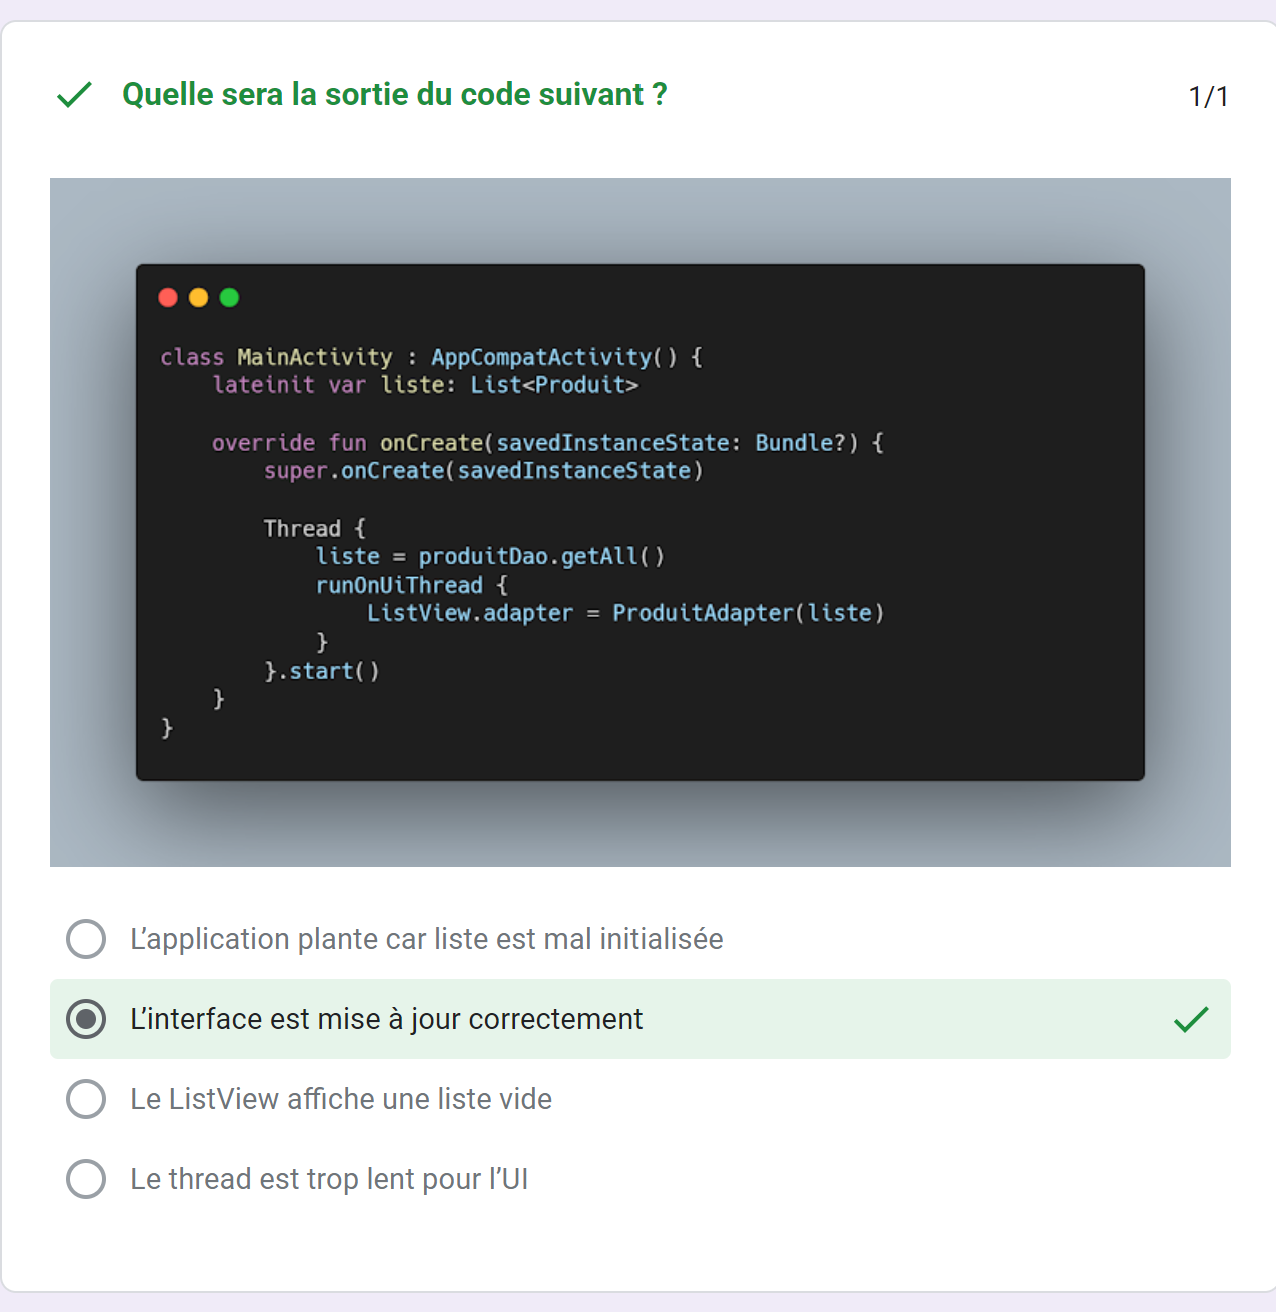 Quelle sera la sortie du code suivant ?
1/1
class MainActivity : AppCompatActivity() {
    lateinit var liste: List<Produit>
    override fun onCreate(savedInstanceState: Bundle?) {
        super.onCreate(savedInstanceState)
        Thread {
            liste = produitDao.getAll()
            runOnUiThread {
                ListView.adapter = ProduitAdapter(liste)
            }
        }.start()
    }
}
L’application plante car liste est mal initialisée
L’interface est mise à jour correctement
Le ListView affiche une liste vide
Le thread est trop lent pour l’UI